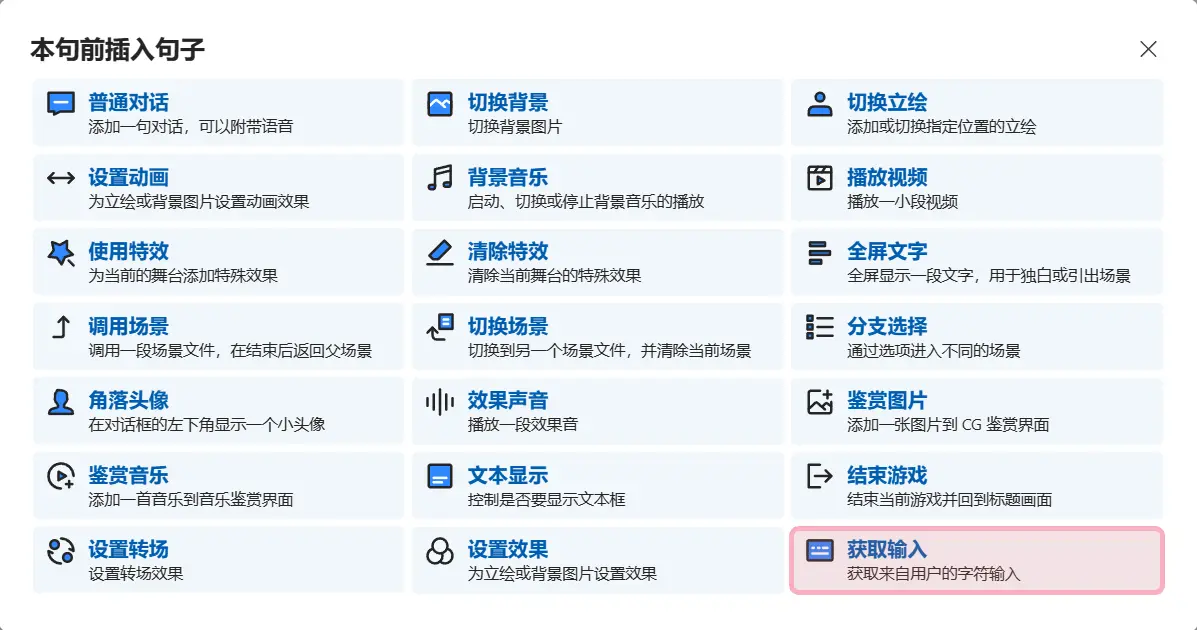 本句前插入句子
普通对话
添加一句对话，可以附带语音
切换背景
切换背景图片
切换立绘
添加或切换指定位置的立绘
设置动画
为立绘或背景图片设置动画效果
背景音乐
启动、切换或停止背景音乐的播放
播放视频
播放一小段视频
使用特效
为当前的舞台添加特殊效果
清除特效
清除当前舞台的特殊效果
全屏文字
全屏显示一段文字，用于独白或引出场景
调用场景
调用一段场景文件，在结束后返回父场景
切换场景
切换到另一个场景文件，并清除当前场景
分支选择
通过选项进入不同的场景
角落头像
在对话框的左下角显示一个小头像
效果声音
播放一段效果音
鉴赏图片
添加一张图片到 CG 鉴赏界面
鉴赏音乐
添加一首音乐到音乐鉴赏界面
文本显示
控制是否要显示文本框
结束游戏
结束当前游戏并回到标题画面
设置转场
设置转场效果
设置效果
为立绘或背景图片设置效果
获取输入
获取来自用户的字符输入